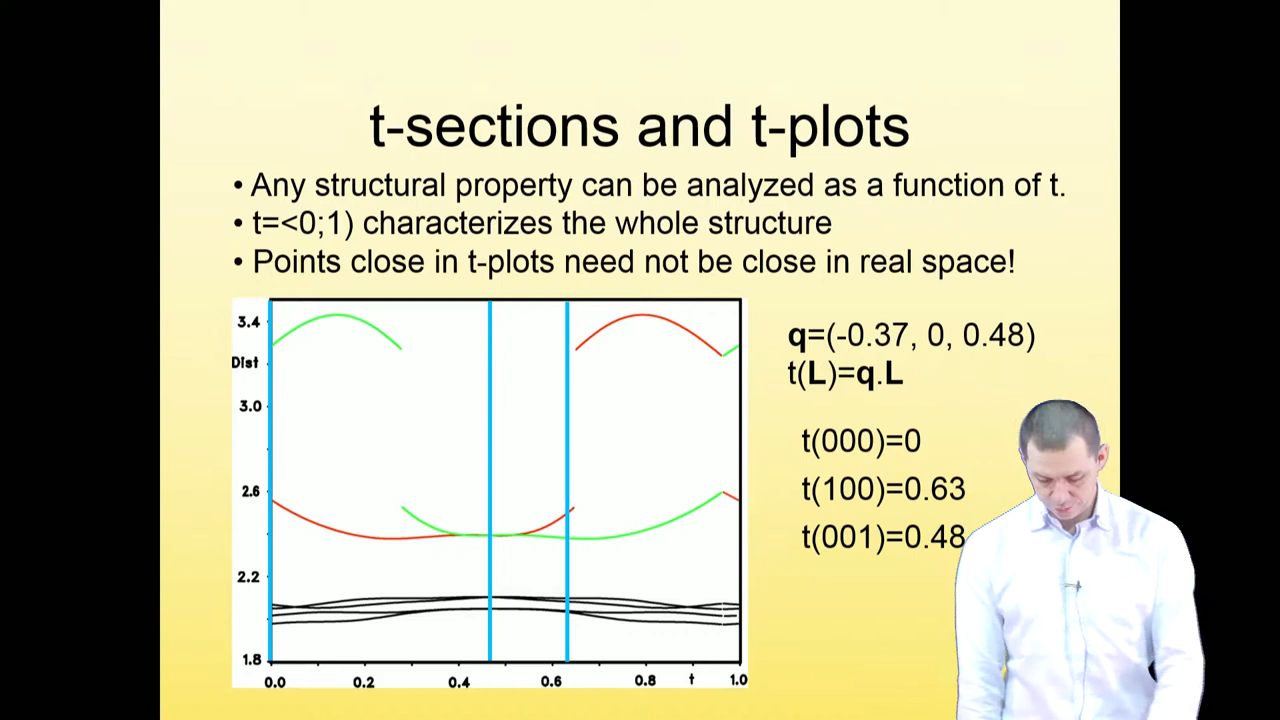 t-sections and t-plots
• Any structural property can be analyzed as a function of t.
• t=<0;1) characterizes the whole structure
• Points close in t-plots need not be close in real space!
3.4
Dist
3.0
2.6
2.2
1.8
0.0 0.2 0.4 0.6 0.8 t 1.0
q=(-0.37, 0, 0.48)
t(L)=q.L
t(000)=0
t(100)=0.63
t(001)=0.48